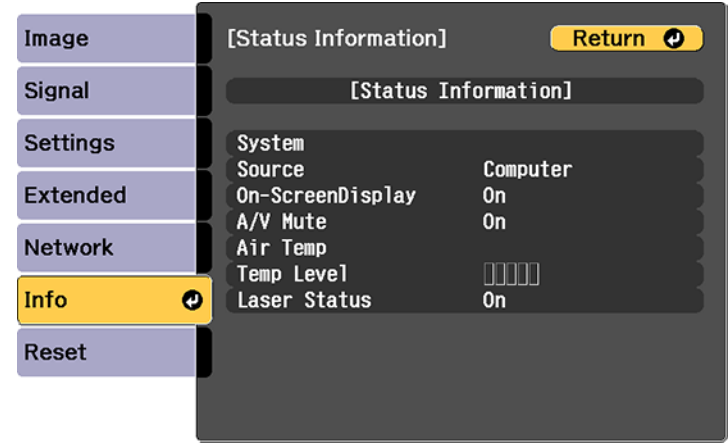 Image
Signal
Settings
Extended
Network
Info
Reset
[Status Information]
Return
[Status Information]
System
Source Computer
On-ScreenDisplay On
A/V Mute On
Air Temp
Temp Level
Laser Status On